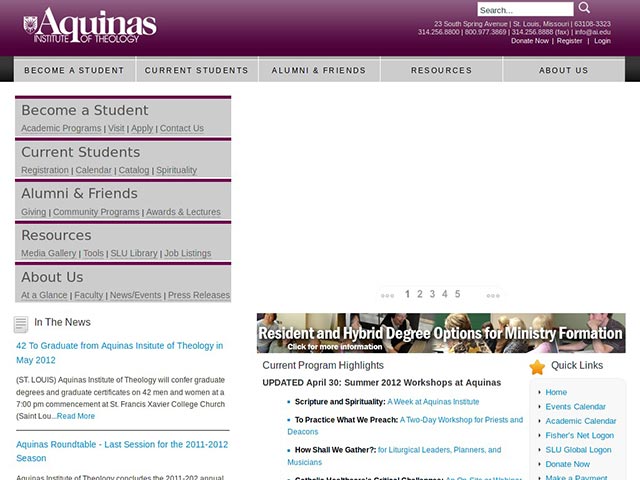 Search...
Aquinas
INSTITUTE OF THEOLOGY
23 South Spring Avenue | St. Louis, Missouri | 63108-3323
314.256.8800 | 800.977.3869 | 314.256.8888 (fax) | info@ai.edu
Donate Now | Register | Login
BECOME A STUDENT CURRENT STUDENTS ALUMNI & FRIENDS RESOURCES ABOUT US
Become a Student
Academic Programs | Visit | Apply | Contact Us
Current Students
Registration | Calendar | Catalog | Spirituality
Alumni & Friends
Giving | Community Programs | Awards & Lectures
Resources
Media Gallery | Tools | SLU Library | Job Listings
About Us
At a Glance | Faculty | News/Events | Press Releases
1 2 3 4 5
In The News
42 To Graduate from Aquinas Insitute of Theology in
May 2012
(ST. LOUIS) Aquinas Institute of Theology will confer graduate
degrees and graduate certificates on 42 men and women at a
7:00 pm commencement at St. Francis Xavier College Church
(Saint Lou...Read More
Aquinas Roundtable - Last Session for the 2011-2012
Season
Aquinas Institute of Theology concludes the 2011-202 annual
Resident and Hybrid Degree Options for Ministry Formation
Click for more information
Current Program Highlights
UPDATED April 30: Summer 2012 Workshops at Aquinas
Scripture and Spirituality: A Week at Aquinas Institute
To Practice What We Preach: A Two-Day Workshop for Priests and
Deacons
How Shall We Gather?: for Liturgical Leaders, Planners, and
Musicians
Catholic Healthcare's Critical Challenges: An On-Site or Webinar
Quick Links
Home
Events Calendar
Academic Calendar
Fisher's Net Logon
SLU Global Logon
Donate Now
Make a Payment